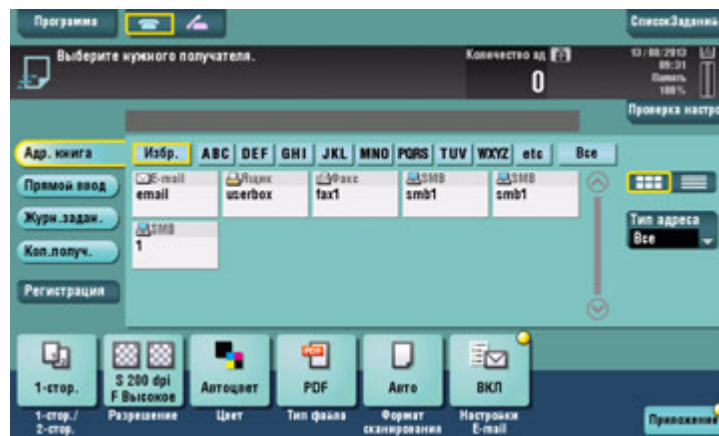 Программа
СписокЗаданий
Выберите нужного получателя.
Количество ад
0
13/08/2013
09:31
Память
100%
Проверка настро
Адр. книга
Избр. ABC DEF GHI JKL MNO PQRS TUV WXYZ etc Все
Прямой ввод
Журн.задан.
Кол.получ.
Регистрация
E-mail
email
Ящик
userbox
Факс
fax1
SMB
smb1
SMB
smb1
SMB
1
Тип адреса
Все
1-стор.
S 200 dpi
F Высокое
Автоцвет
PDF
PDF
Авто
ВКЛ
1-стор./
2-стор.
Разрешение
Цвет
Тип файла
Формат
сканирования
Настройки
E-mail
Приложение